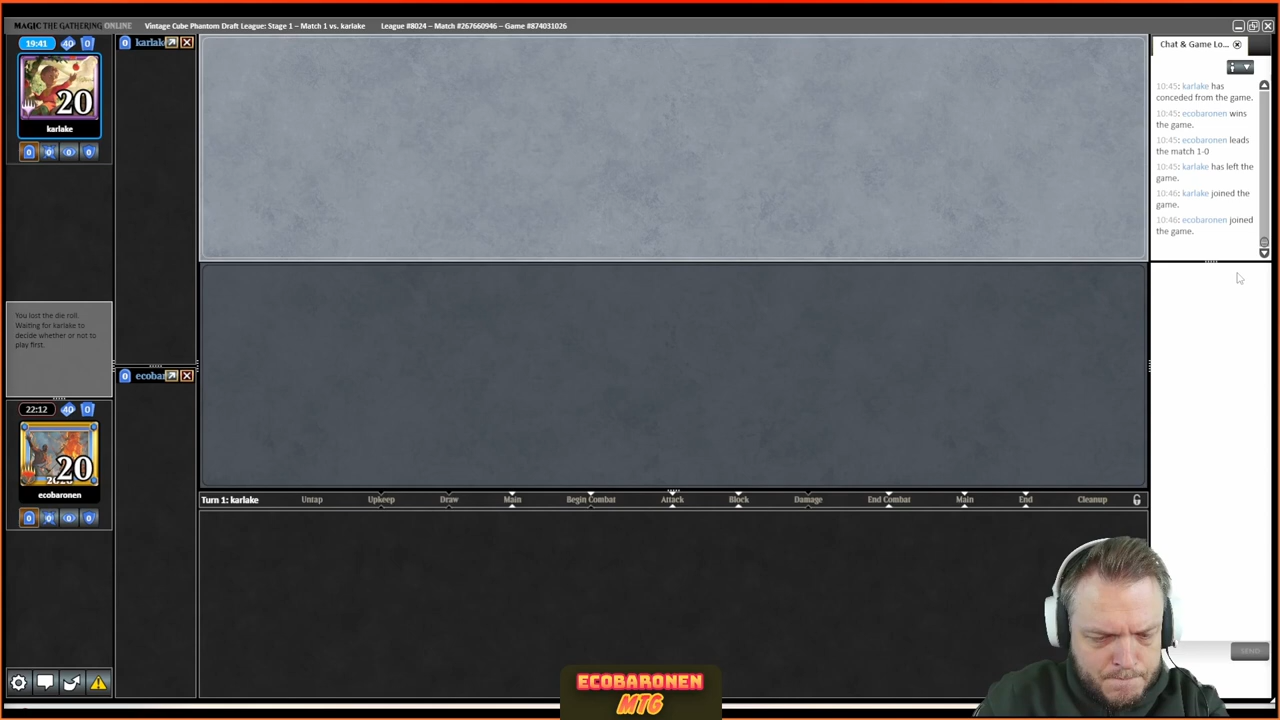 MAGIC THE GATHERING ONLINE Vintage Cube Phantom Draft League: Stage 1 – Match 1 vs. karlake League #8024 – Match #267660946 – Game #874031026
19:41 40 0
20
karlake
0 0 0 0
0 karlak
Chat & Game Lo...
10:45: karlake has
conceded from the game.
10:45: ecobaronen wins
the game.
10:45: ecobaronen leads
the match 1-0
10:45: karlake has left the
game.
10:46: karlake joined the
game.
10:46: ecobaronen joined
the game.
You lost the die roll.
Waiting for karlake to
decide whether or not to
play first.
0 ecobar
22:12 40 0
20
ecobaronen
0 0 0 0
Turn 1: karlake Untap Upkeep Draw Main Begin Combat Attack Block Damage End Combat Main End Cleanup
SEND
ECOBARONEN
MTG